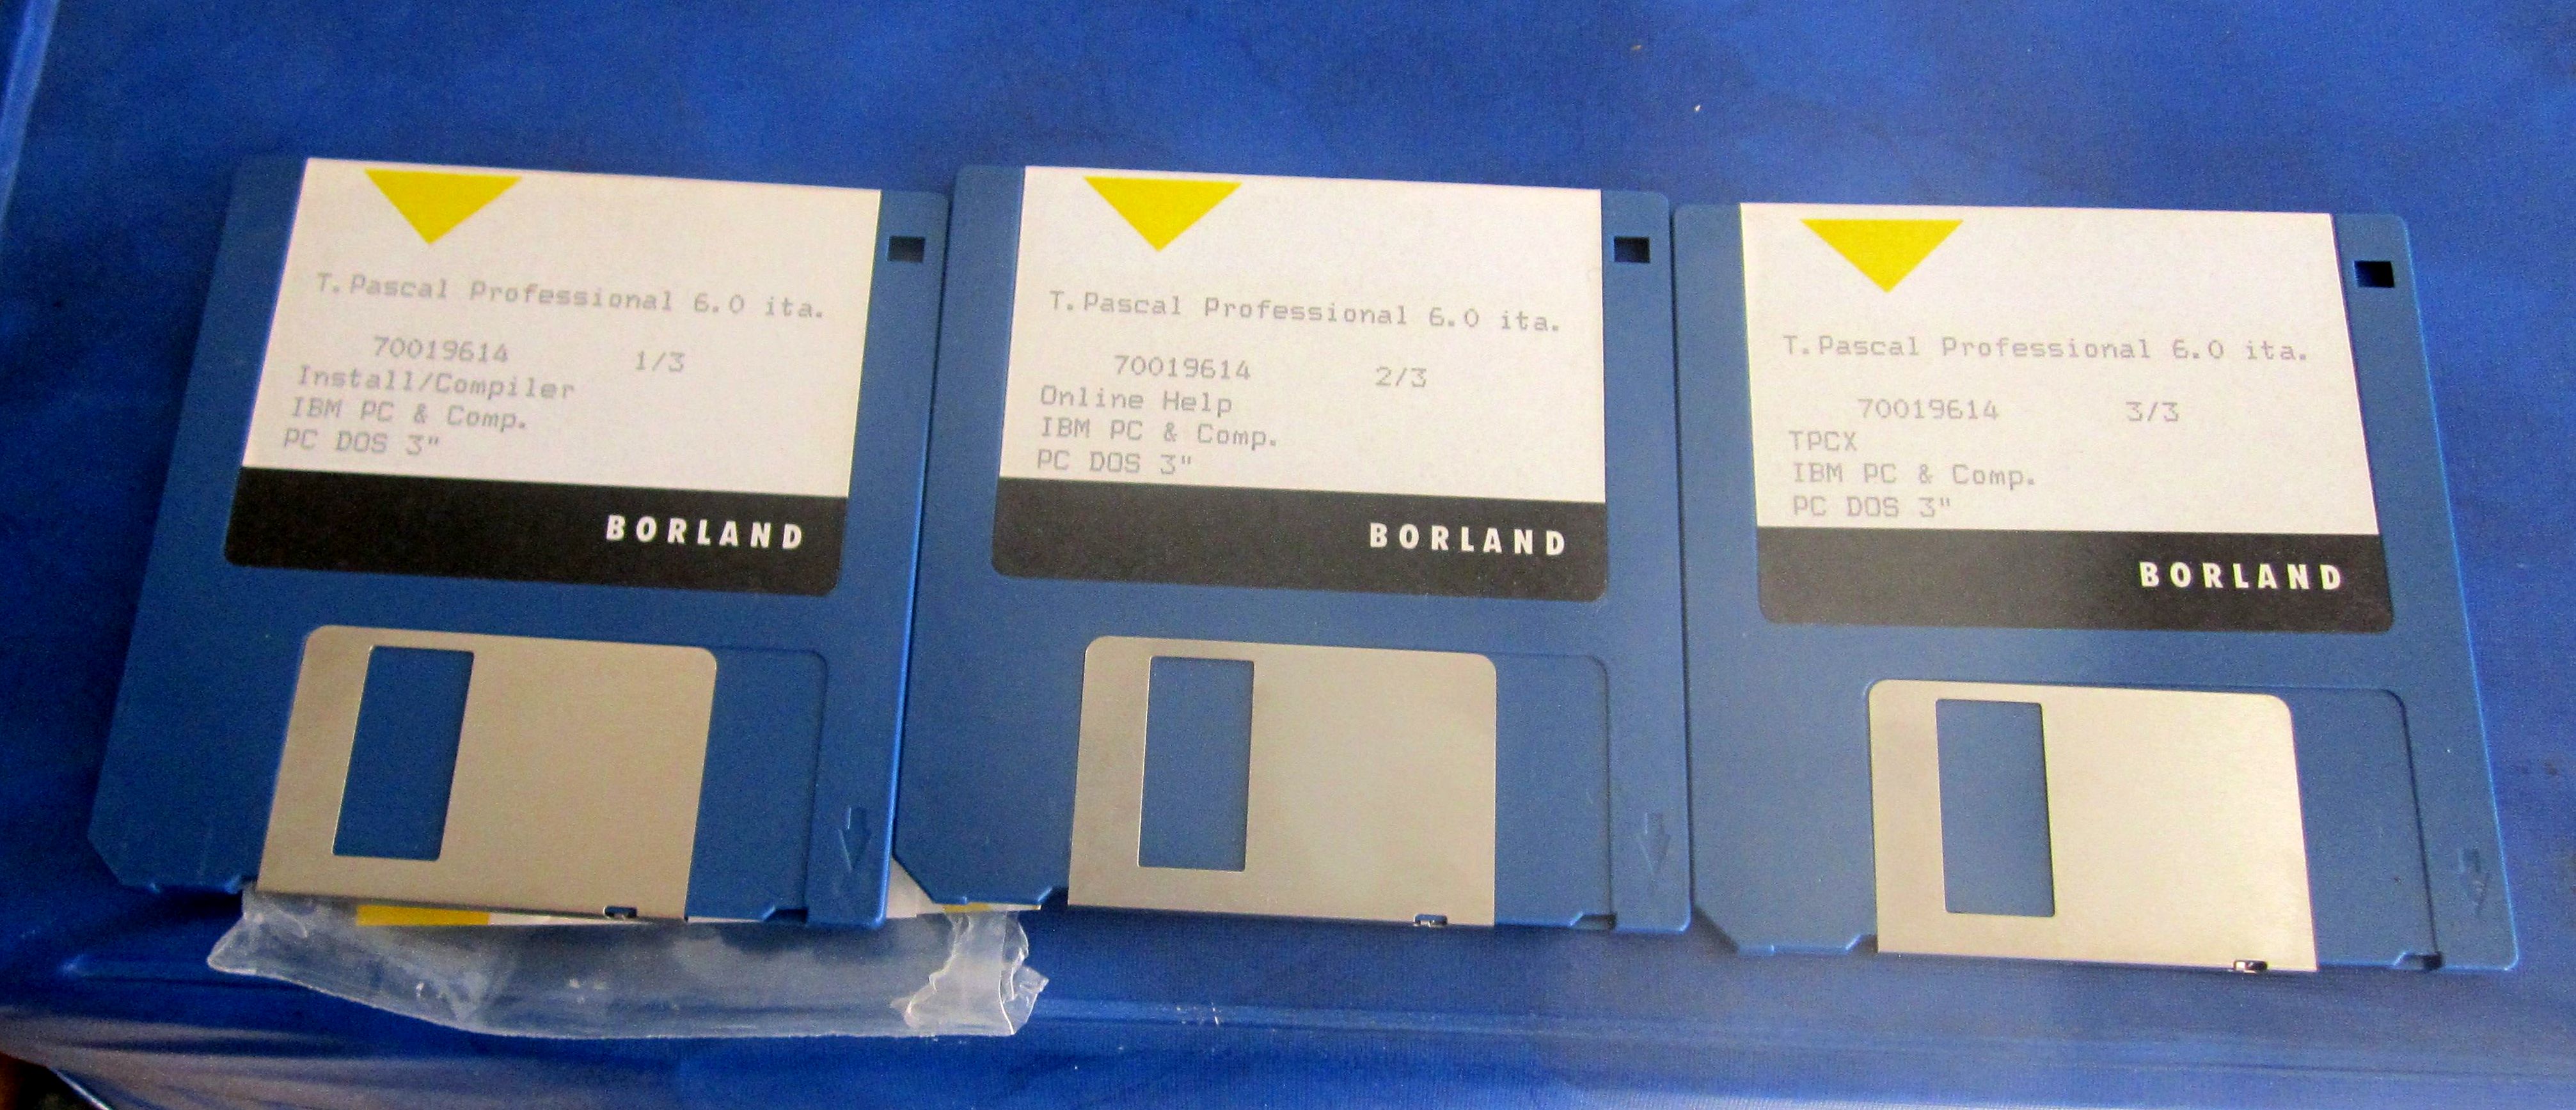 T.Pascal Professional 6.0 ita.
70019614 1/3
Install/Compiler
IBM PC & Comp.
PC DOS 3"
BORLAND
T.Pascal Professional 6.0 ita.
70019614 2/3
Online Help
IBM PC & Comp.
PC DOS 3"
BORLAND
T.Pascal Professional 6.0 ita.
70019614 3/3
TPCX
IBM PC & Comp.
PC DOS 3"
BORLAND